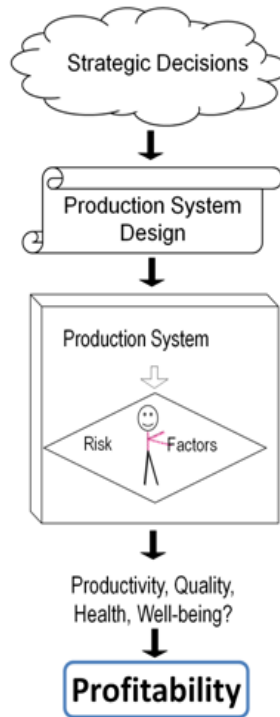 Strategic Decisions
Production System
Design
Production System
Risk Factors
Productivity, Quality,
Health, Well-being?
Profitability